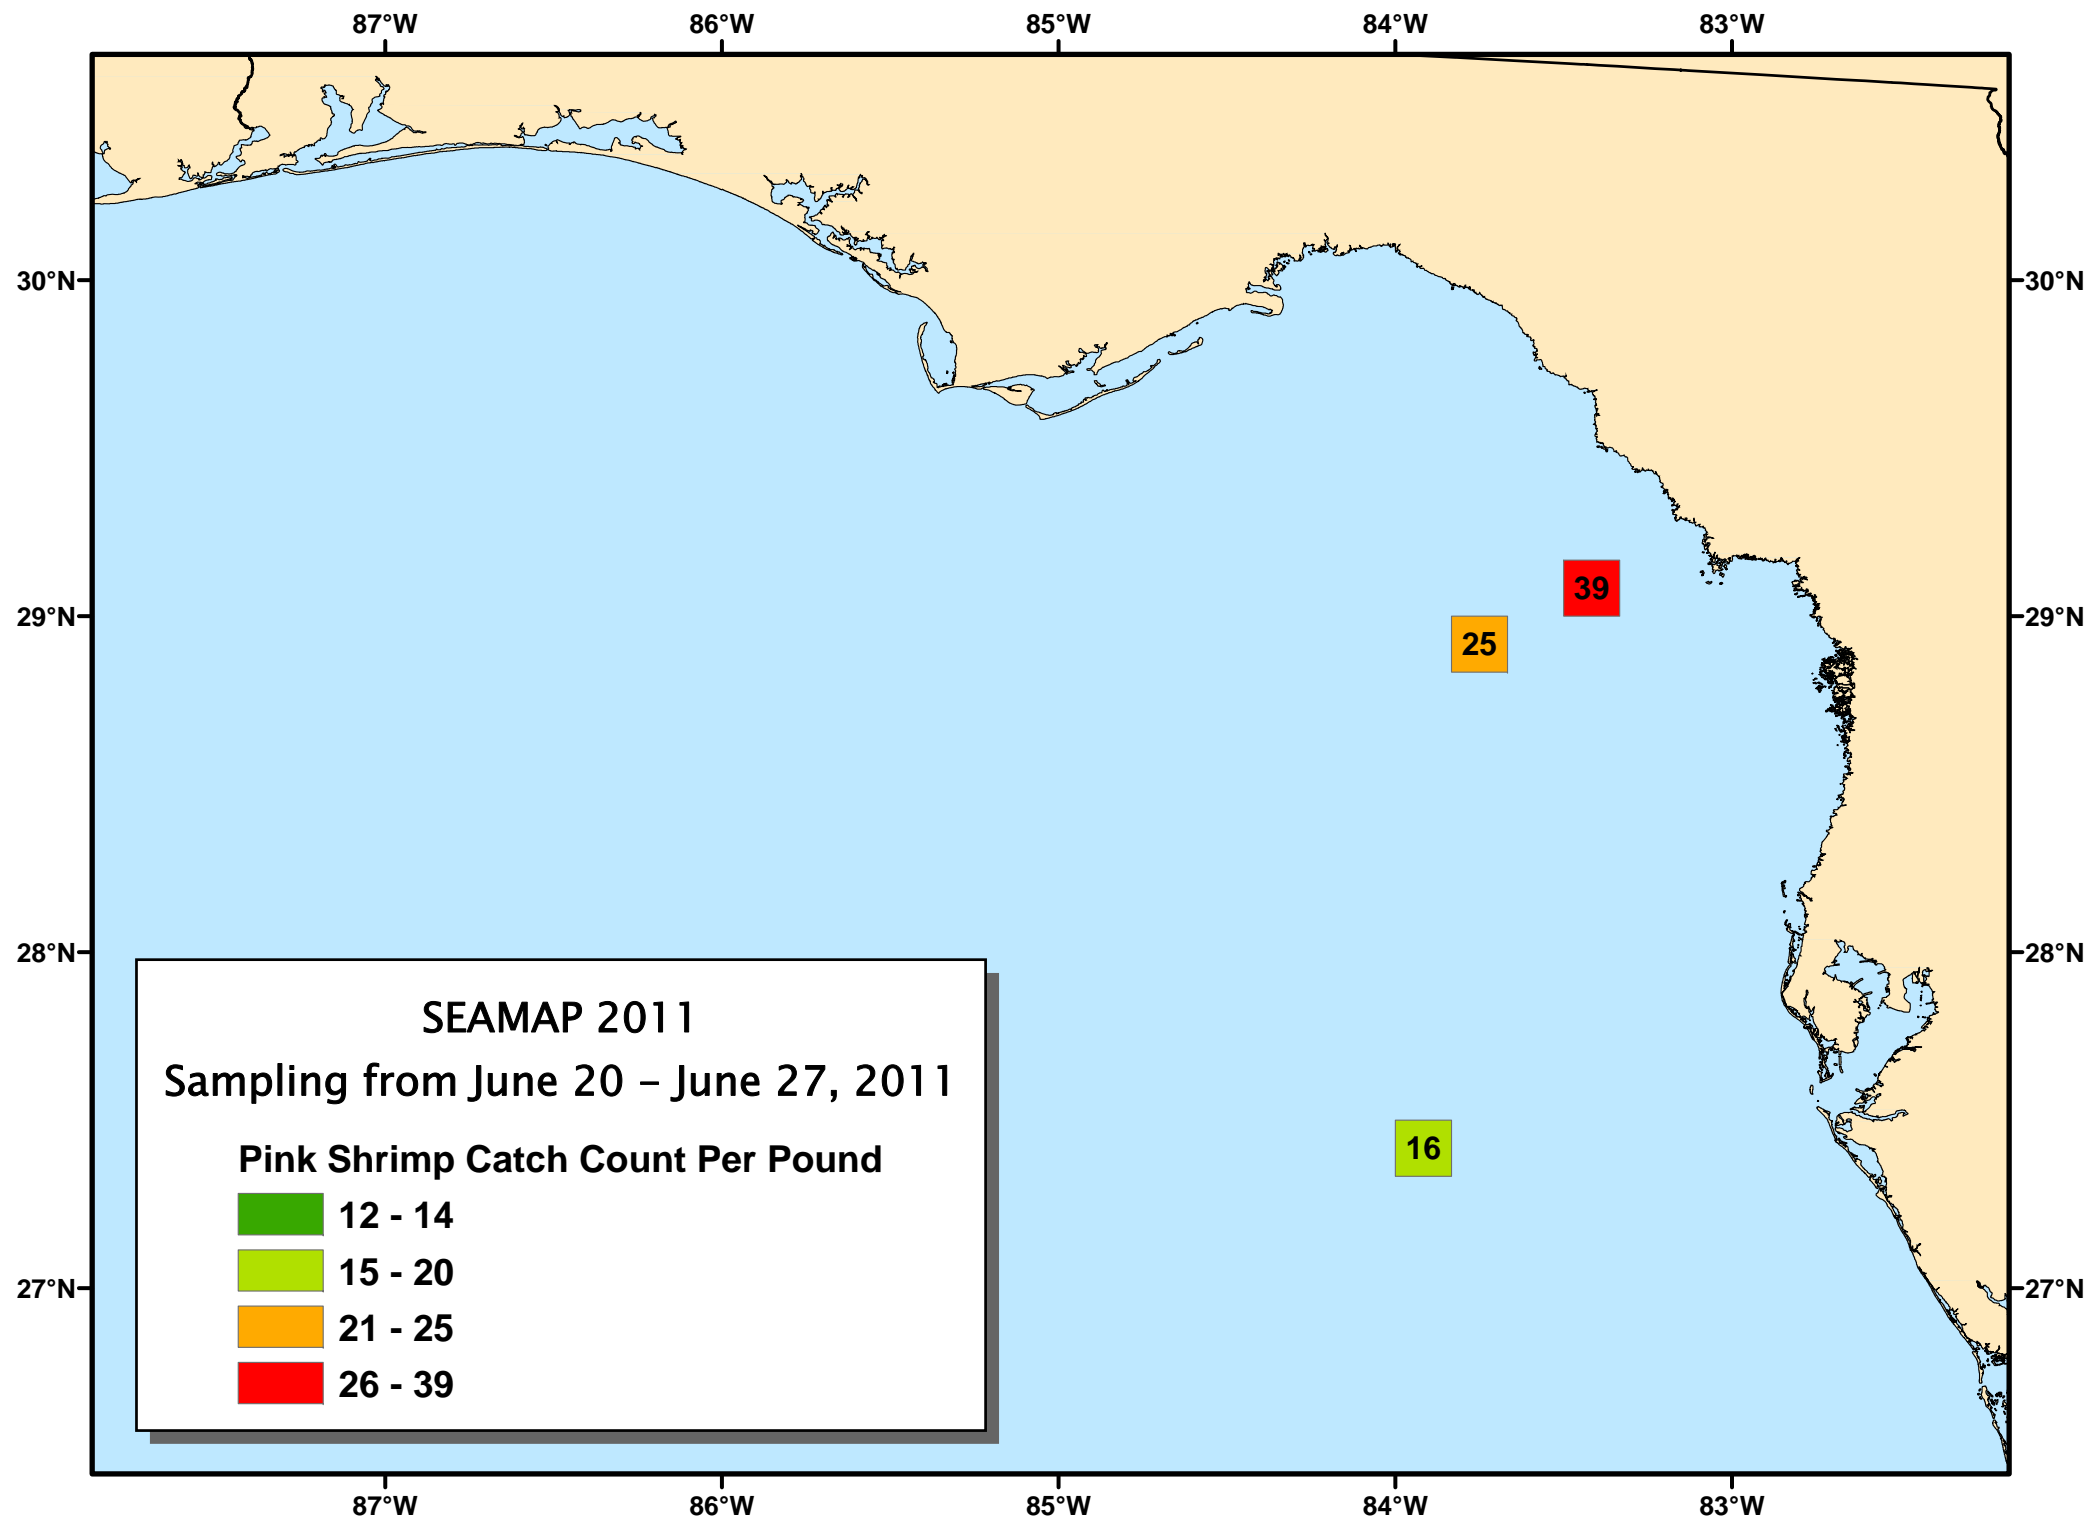 87°W 86°W 85°W 84°W 83°W
30°N 30°N
39
29°N 29°N
25
28°N 28°N
SEAMAP 2011
Sampling from June 20 - June 27, 2011
16
Pink Shrimp Catch Count Per Pound
12 - 14
15 - 20
27°N 27°N
21 - 25
26 - 39
87°W 86°W 85°W 84°W 83°W